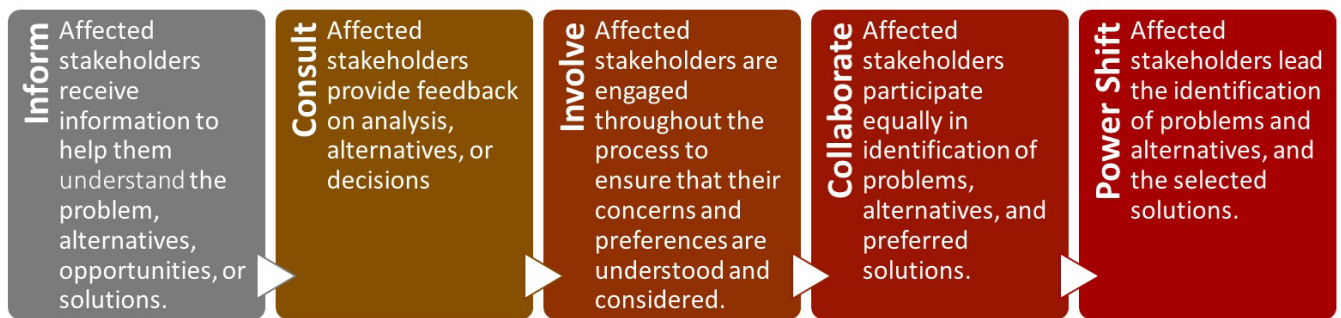 Inform
Affected
stakeholders
receive
information to
help them
understand the
problem,
alternatives,
opportunities, or
solutions.
Consult
Affected
stakeholders
provide feedback
on analysis,
alternatives, or
decisions
Involve
Affected
stakeholders are
engaged
throughout the
process to
ensure that their
concerns and
preferences are
understood and
considered.
Collaborate
Affected
stakeholders
participate
equally in
identification of
problems,
alternatives, and
preferred
solutions.
Power Shift
Affected
stakeholders lead
the identification
of problems and
alternatives, and
the selected
solutions.